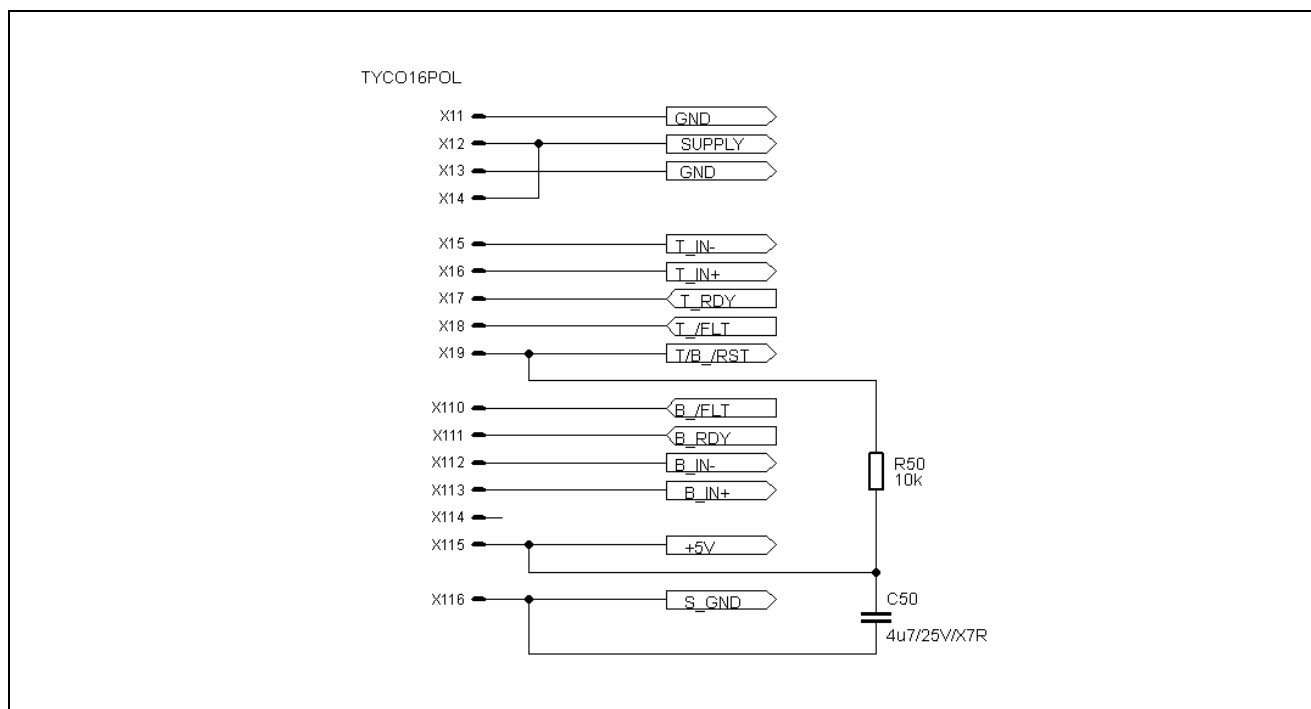 TYCO16POL
X11 GND
X12 SUPPLY
X13 GND
X14
X15 T_IN-
X16 T_IN+
X17 T_RDY
X18 T_/FLT
X19 T/B_/RST
X110 B_/FLT
X111 B_RDY
X112 B_IN-
X113 B_IN+
X114
X115 +5V
X116 S_GND
R50
10k
C50
4u7/25V/X7R